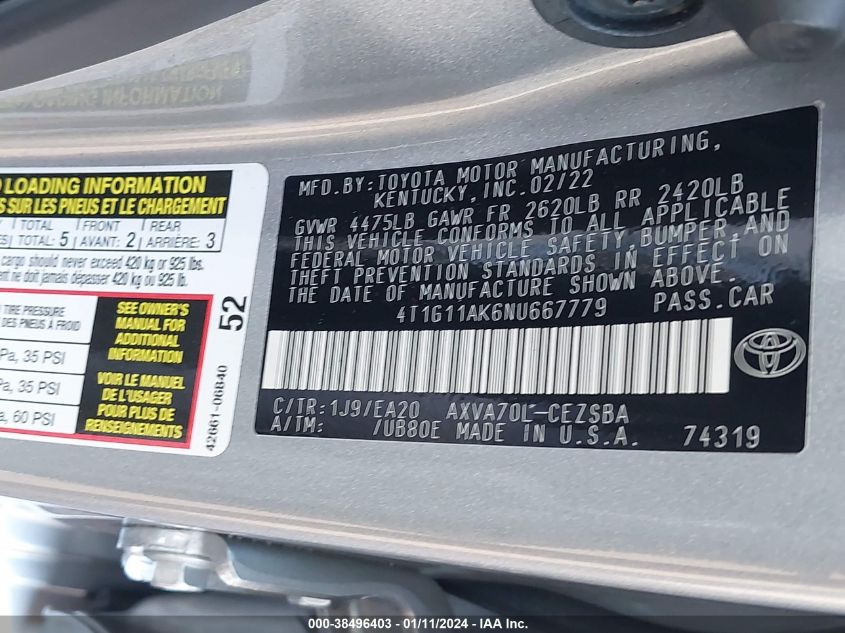 O LOADING INFORMATION
S SUR LES PNEUS ET LE CHARGEMENT
TOTAL FRONT REAR
TOTAL: 5 AVANT: 2 ARRIÈRE: 3
cargo should never exceed 420 kg or 925 lbs.
ent ne doit jamais dépasser 420 kg ou 925 lb.
TIRE PRESSURE
DES PNEUS À FROID
Pa, 35 PSI
Pa, 35 PSI
a, 60 PSI
SEE OWNER'S
MANUAL FOR
ADDITIONAL
INFORMATION
VOIR LE MANUEL
DE L'USAGER
POUR PLUS DE
RENSEIGNEMENTS
52
42661-06B40
MFD.BY:TOYOTA MOTOR MANUFACTURING,
KENTUCKY,INC.02/22
GVWR 4475LB GAWR FR 2620LB RR 2420LB
THIS VEHICLE CONFORMS TO ALL APPLICABLE
FEDERAL MOTOR VEHICLE SAFETY,BUMPER,AND
THEFT PREVENTION STANDARDS IN EFFECT ON
THE DATE OF MANUFACTURE SHOWN ABOVE.
4T1G11AK6NU667779 PASS.CAR
C/TR:1J9/EA20 AXVA70L-CEZSBA
A/TM: /UB80E MADE IN U.S.A. 74319
000-38496403 - 01/11/2024 - IAAI Inc.